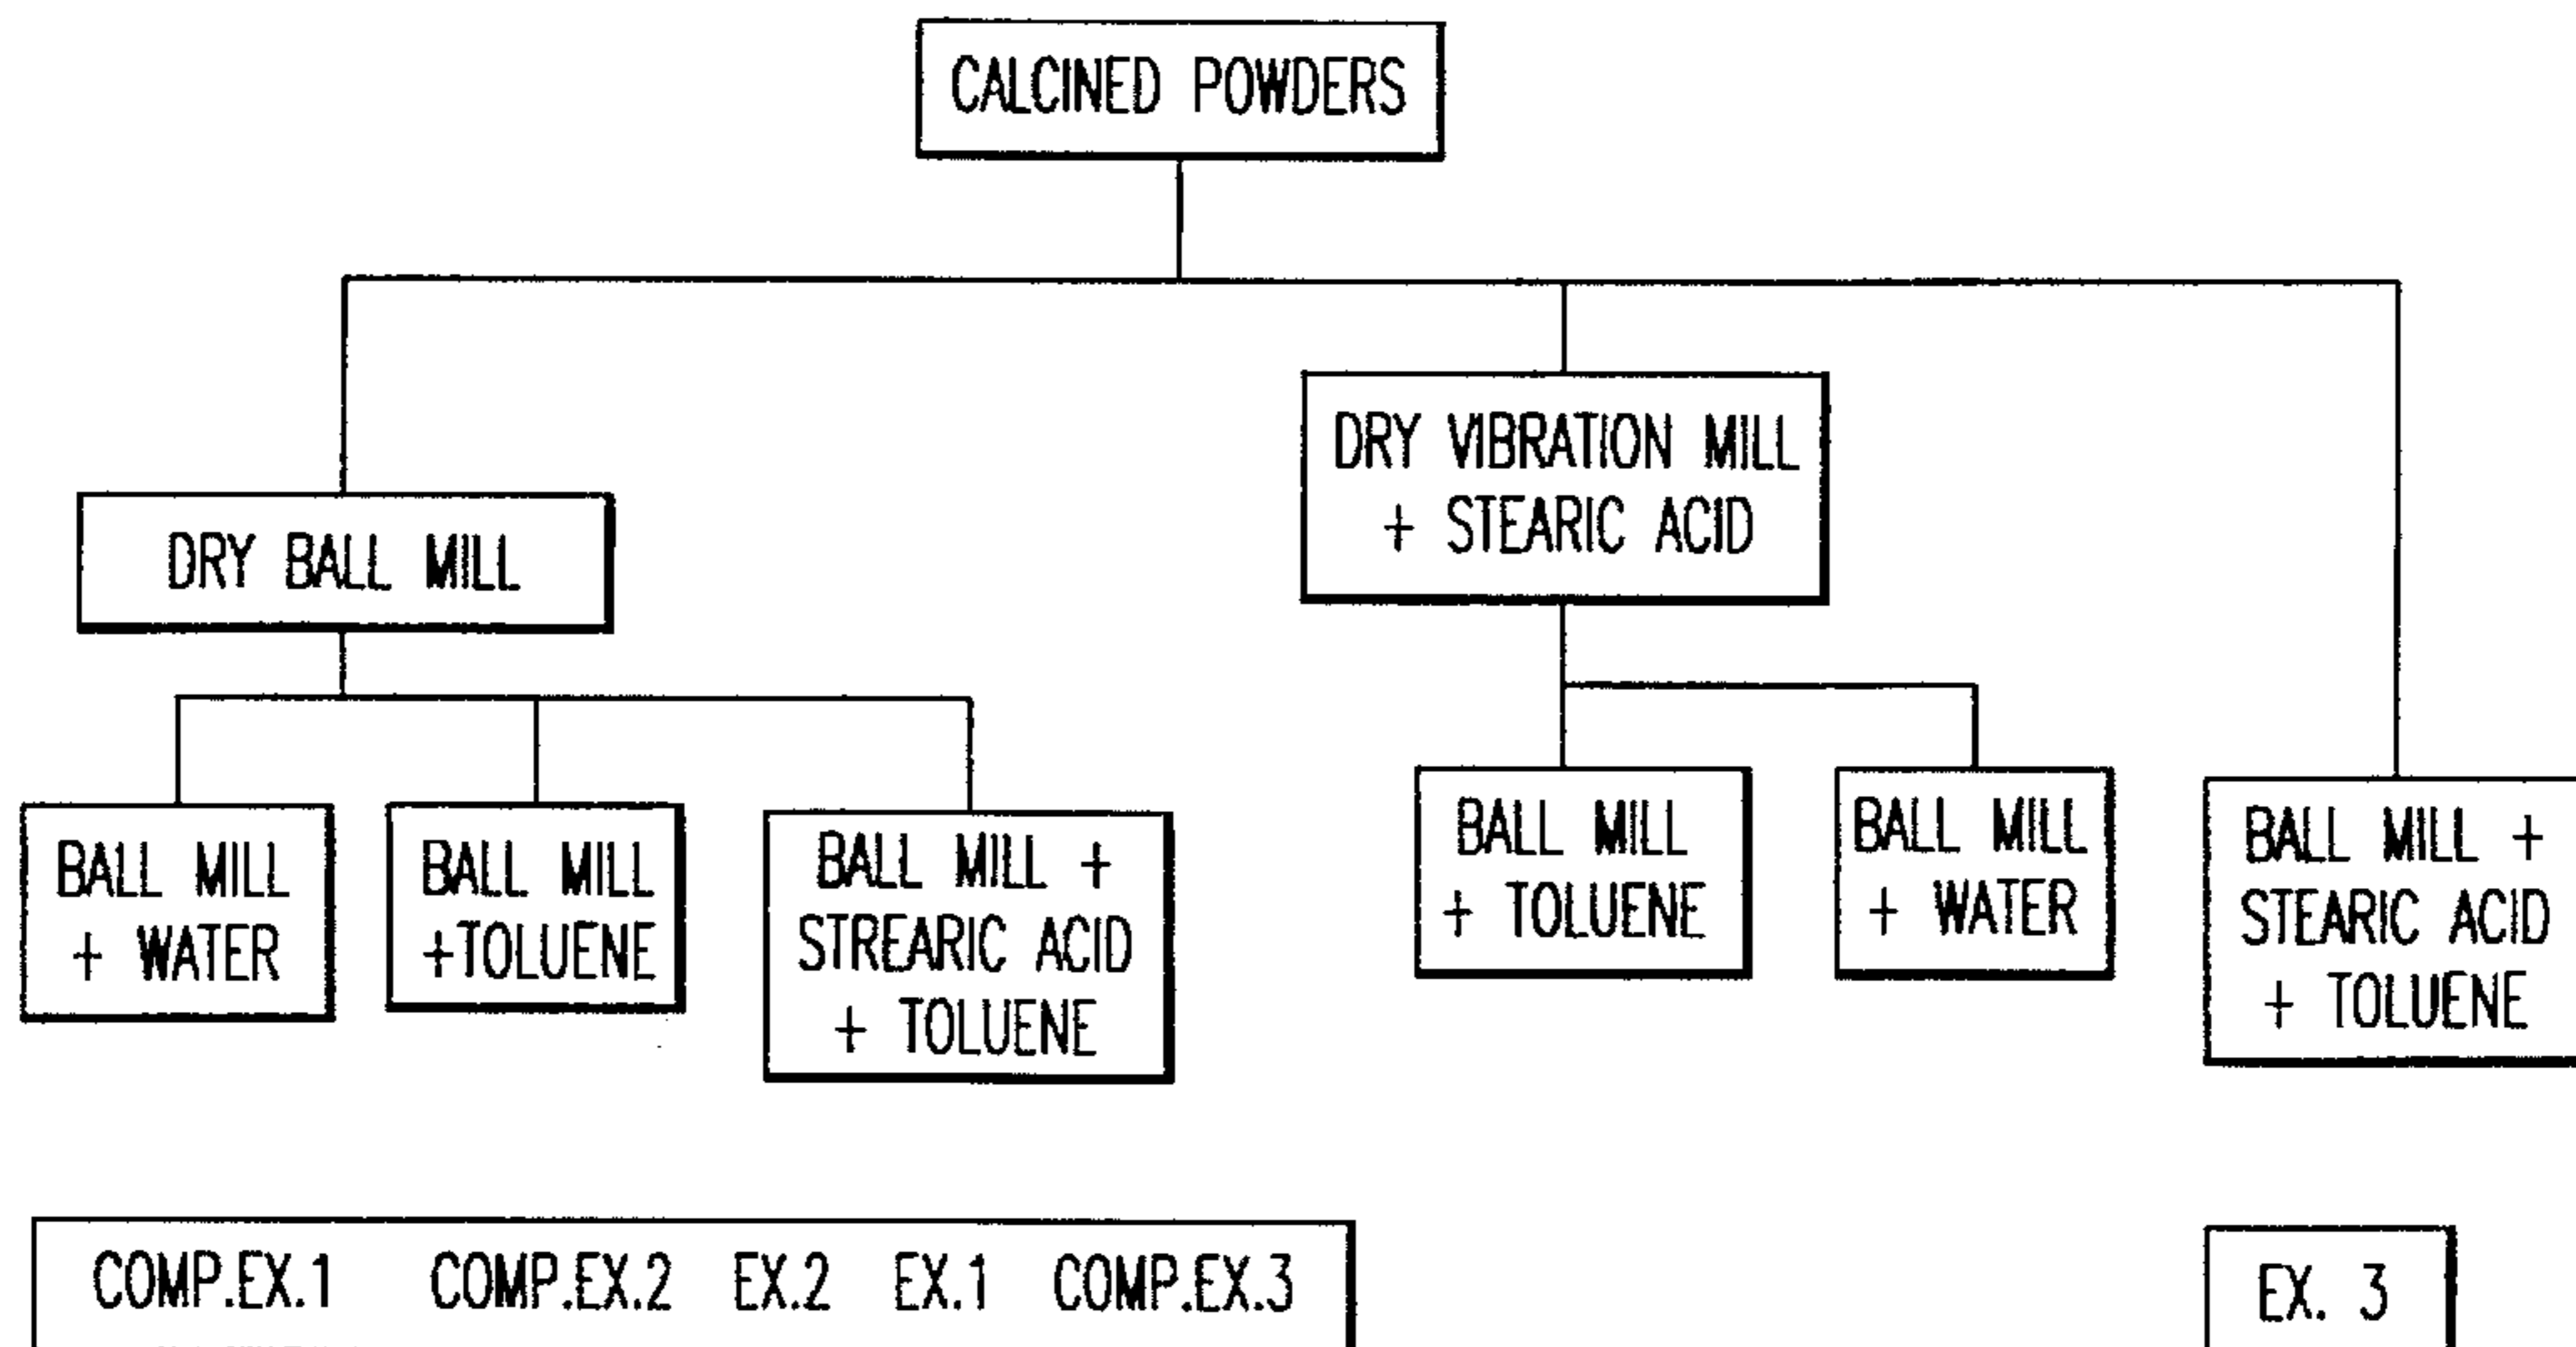 CALCINED POWDERS
DRY VIBRATION MILL
+ STEARIC ACID
DRY BALL MILL
BALL MILL
+ WATER
BALL MILL
+TOLUENE
BALL MILL +
STREARIC ACID
+ TOLUENE
BALL MILL
+ TOLUENE
BALL MILL
+ WATER
BALL MILL +
STEARIC ACID
+ TOLUENE
COMP.EX.1 COMP.EX.2 EX.2 EX.1 COMP.EX.3
EX. 3